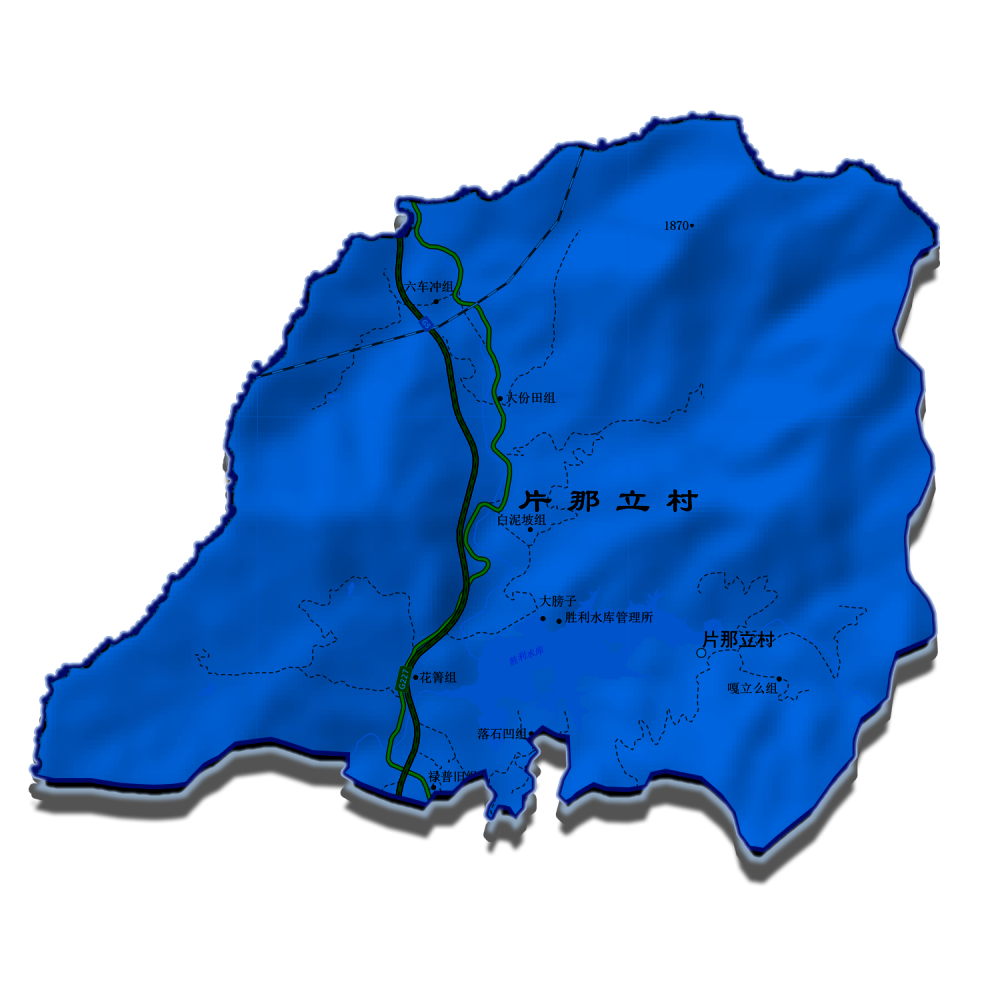 1870
六车冲组
大份田组
片那立村
白泥坡组
大膀子
胜利水库管理所
片那立村
胜利水库
花箐组
嘎立么组
落石凹组
禄普旧组